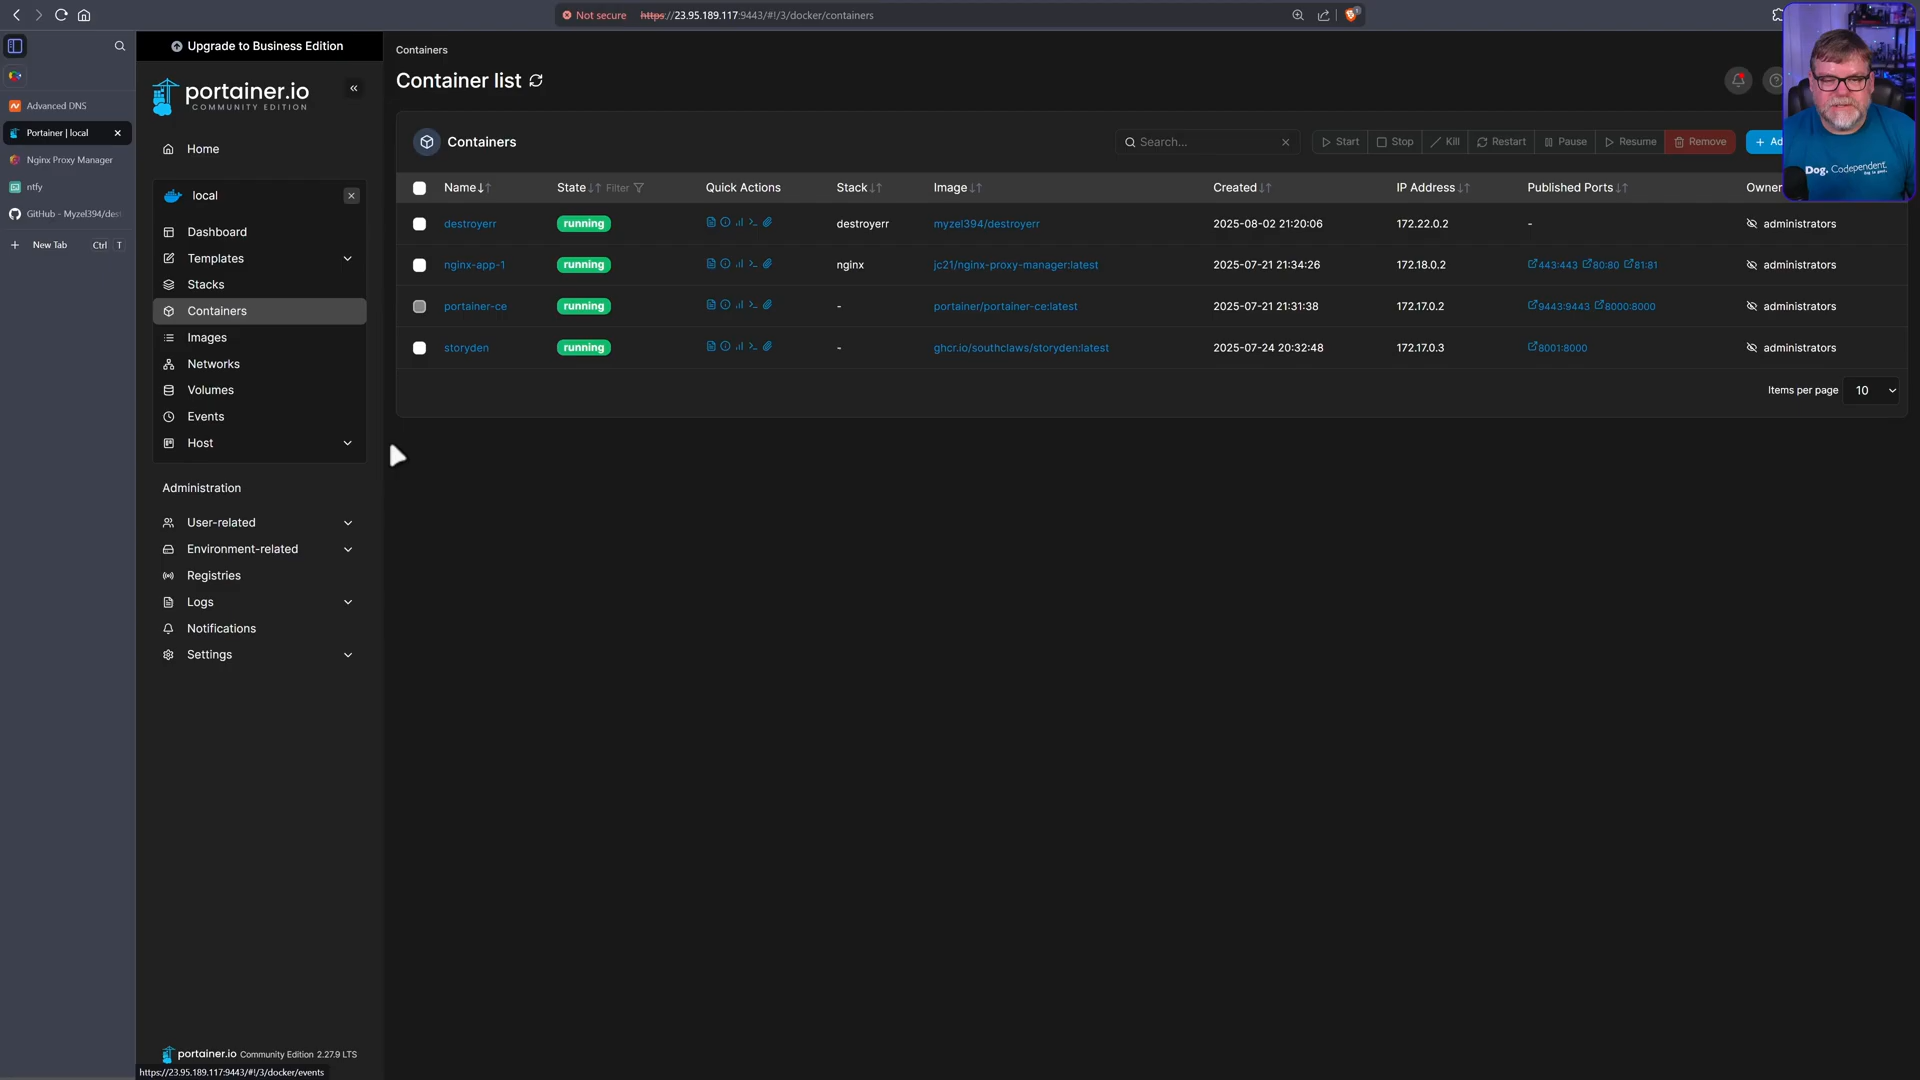 Not secure https://23.95.189.117:9443/#!/3/docker/containers
Advanced DNS
Portainer | local
Nginx Proxy Manager
ntfy
GitHub - Myzel394/des
New Tab Ctrl T
Upgrade to Business Edition
portainer.io
COMMUNITY EDITION
Home
local
Dashboard
Templates
Stacks
Containers
Images
Networks
Volumes
Events
Host
Administration
User-related
Environment-related
Registries
Logs
Notifications
Settings
portainer.io Community Edition 2.27.9 LTS
https://23.95.189.117:9443/#!/3/docker/events
Containers
Container list
Containers Search... Start Stop Kill Restart Pause Resume Remove + Ad
Name State Filter Quick Actions Stack Image Created IP Address Published Ports Owner
destroyerr running destroyerr myzel394/destroyerr 2025-08-02 21:20:06 172.22.0.2 - administrators
nginx-app-1 running nginx jc21/nginx-proxy-manager:latest 2025-07-21 21:34:26 172.18.0.2 443:443 80:80 81:81 administrators
portainer-ce running - portainer/portainer-ce:latest 2025-07-21 21:31:38 172.17.0.2 9443:9443 8000:8000 administrators
storyden running - ghcr.io/southclaws/storyden:latest 2025-07-24 20:32:48 172.17.0.3 8001:8000 administrators
Items per page 10
Dog. Codependent.